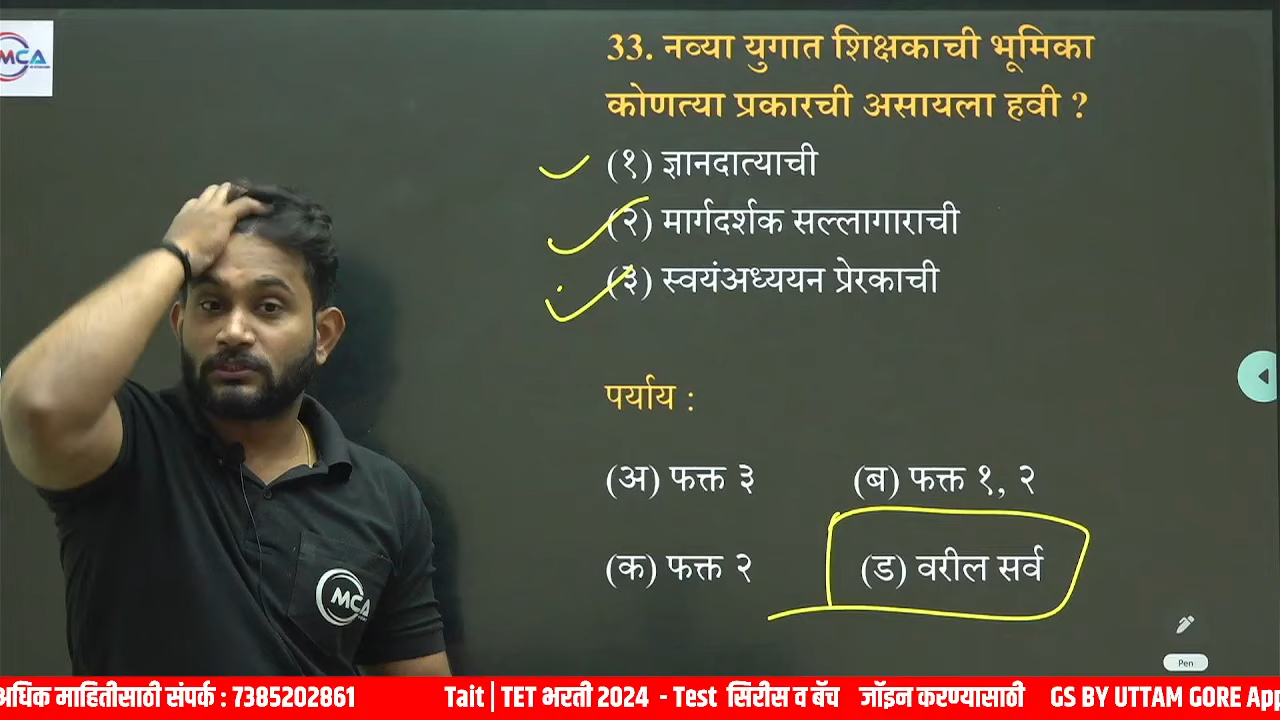 MCA
33. नव्या युगात शिक्षकाची भूमिका
कोणत्या प्रकारची असायला हवी ?
(१) ज्ञानदात्याची
(२) मार्गदर्शक सल्लागाराची
(३) स्वयंअध्ययन प्रेरकाची
पर्याय :
(अ) फक्त ३
(ब) फक्त १, २
(क) फक्त २
(ड) वरील सर्व
MCA
Pen
अधिक माहितीसाठी संपर्क : 7385202861 Tait | TET भरती 2024 - Test सिरीस व बॅच जॉइन करण्यासाठी GS BY UTTAM GORE App